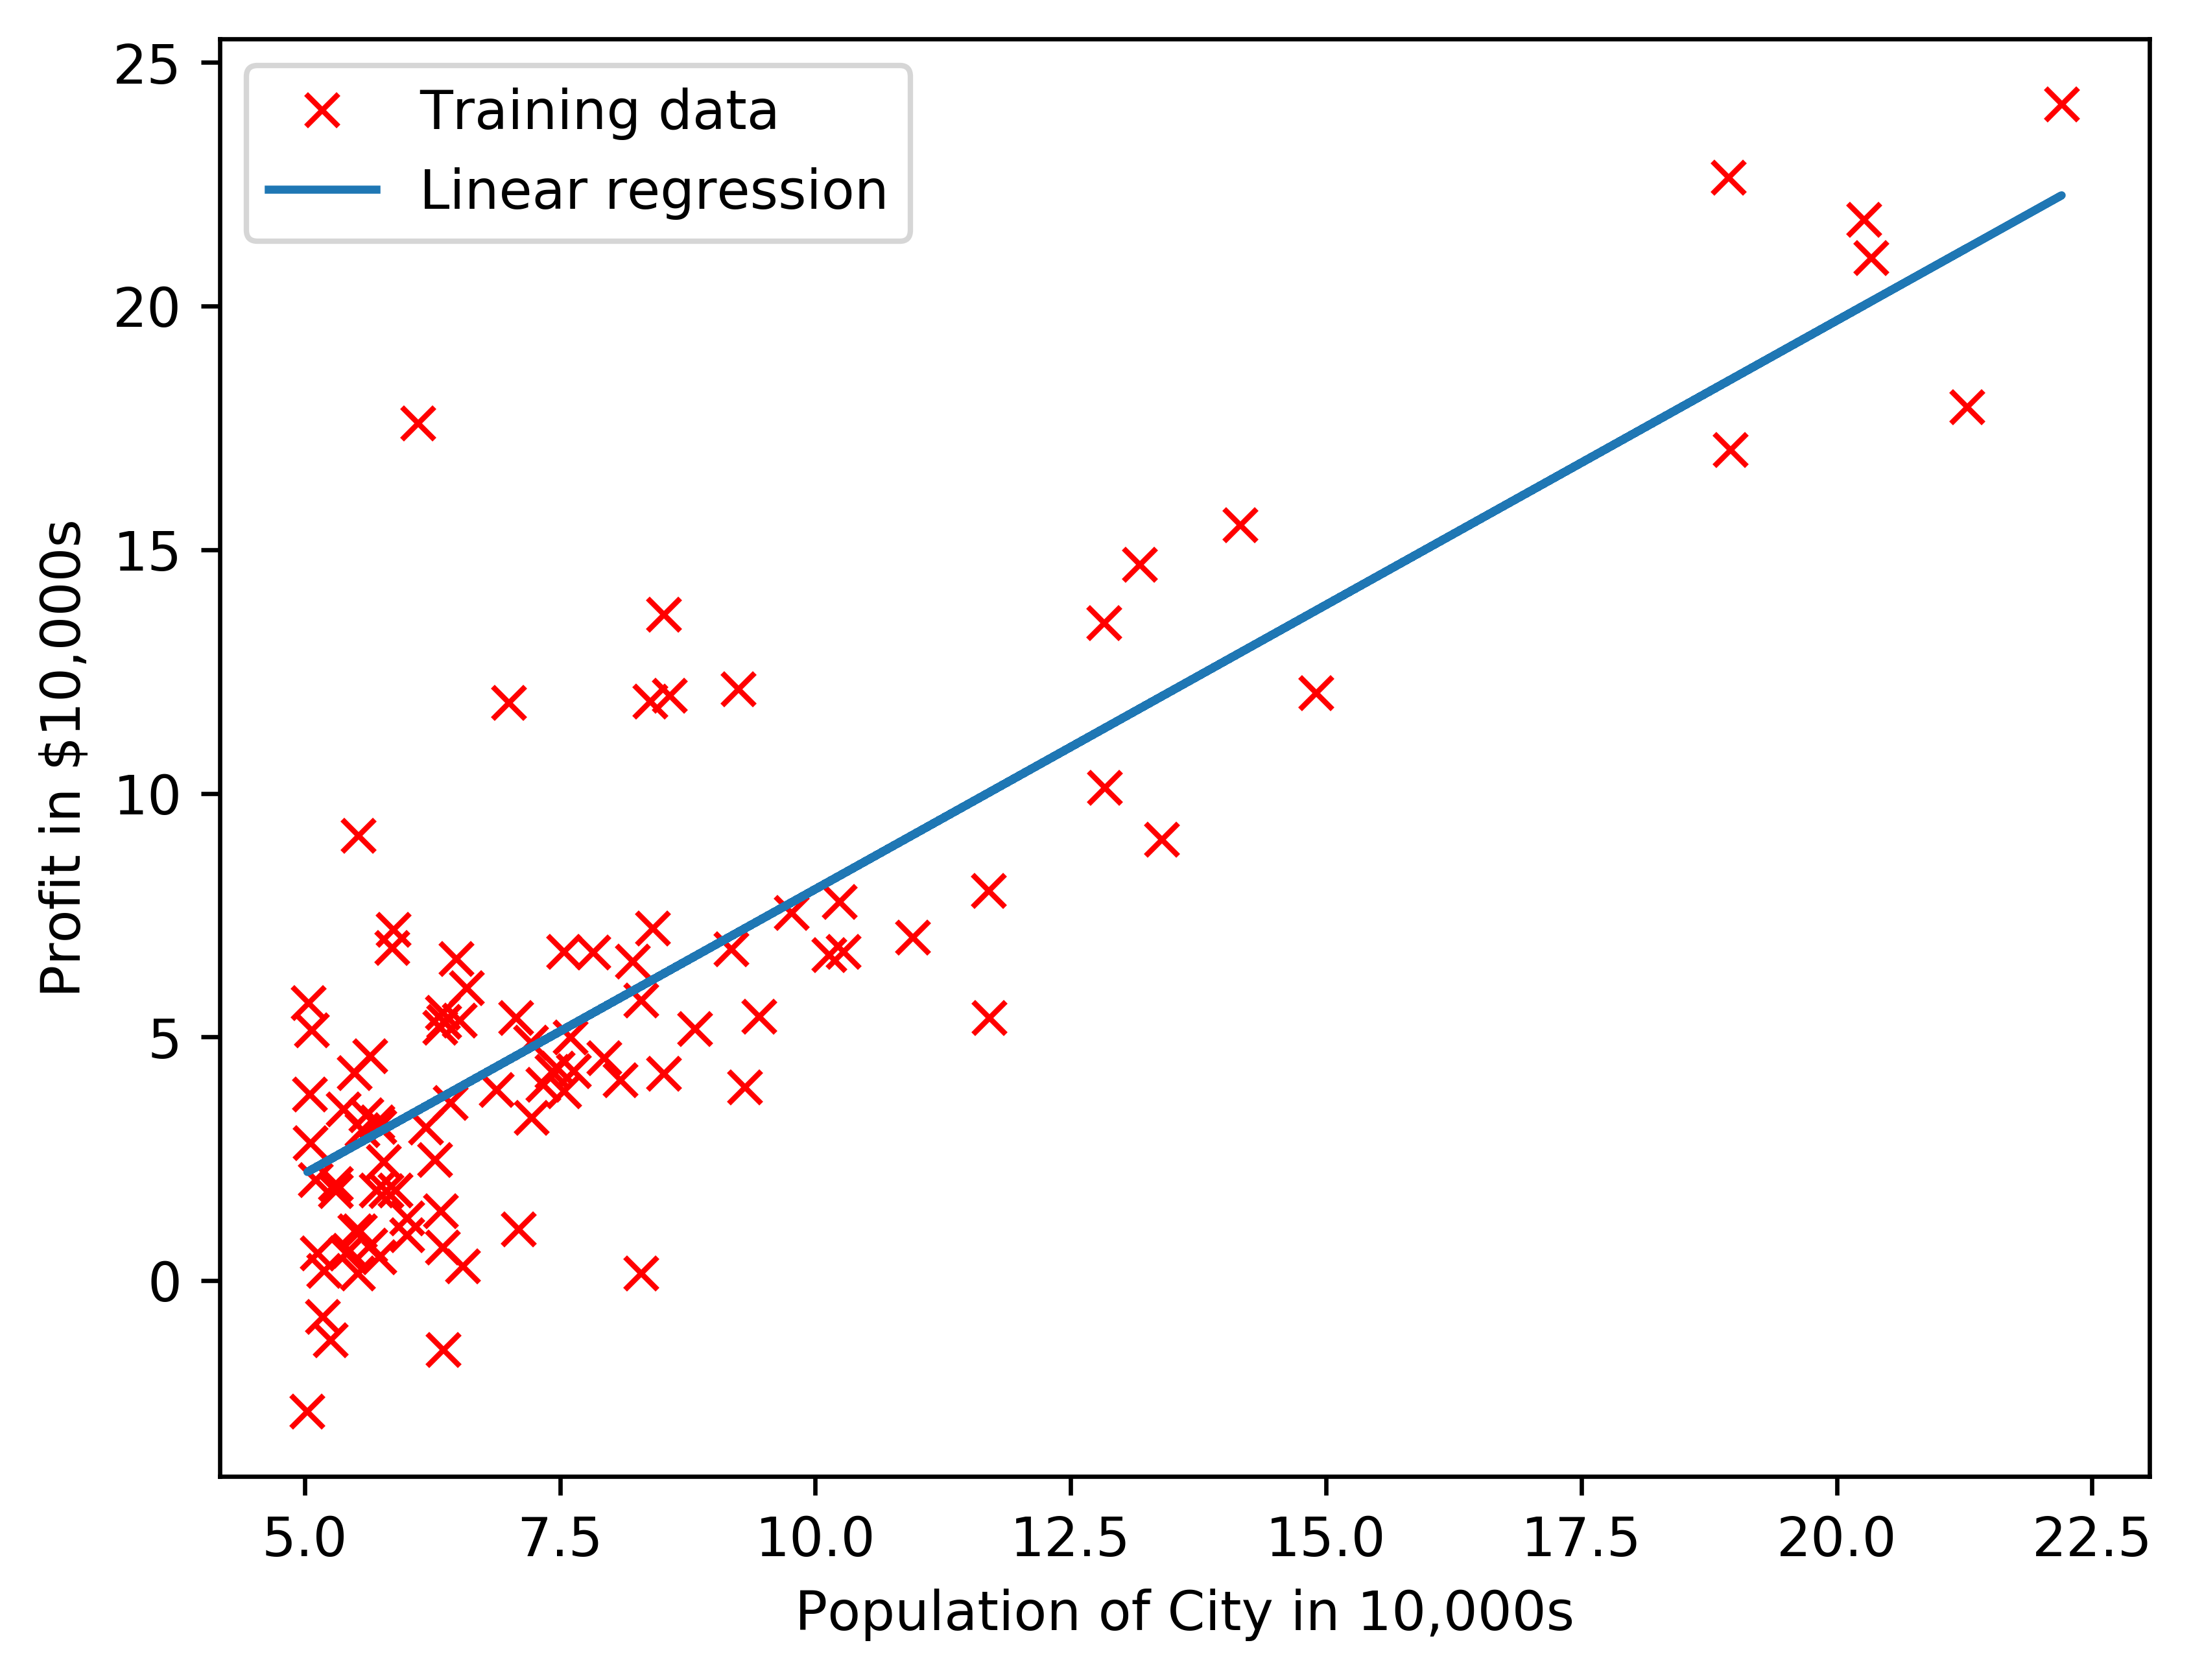 Training data
Linear regression
25
20
15
10
5
0
Profit in $10,000s
5.0 7.5 10.0 12.5 15.0 17.5 20.0 22.5
Population of City in 10,000s